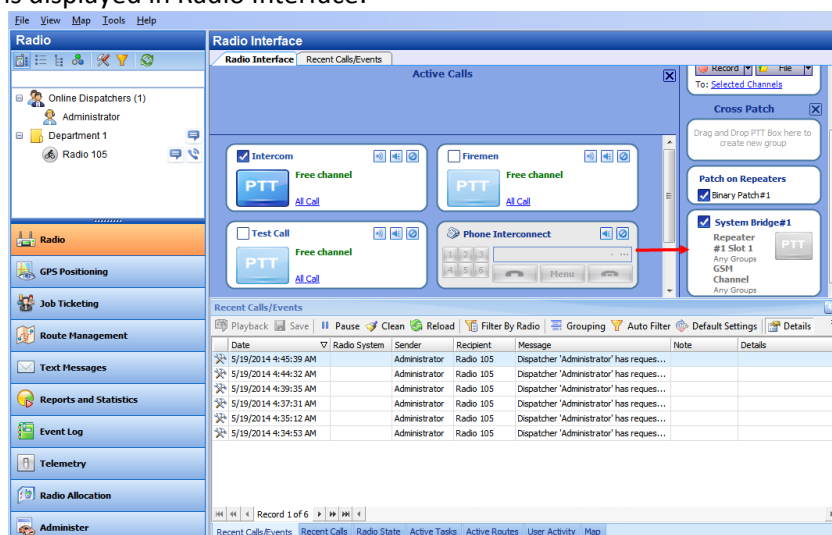 is displayed in Radio Interface:
File View Map Tools Help
Radio
Online Dispatchers (1)
Administrator
Department 1
Radio 105
Radio
GPS Positioning
Job Ticketing
Route Management
Text Messages
Reports and Statistics
Event Log
Telemetry
Radio Allocation
Administer
Radio Interface
Radio Interface Recent Calls/Events
Active Calls
Intercom
PTT
Free channel
All Call
Firemen
PTT
Free channel
All Call
Test Call
PTT
Free channel
All Call
Phone Interconnect
1 2 3
4 5 6
Menu
Record File
To: Selected Channels
Cross Patch
Drag and Drop PTT Box here to
create new group
Patch on Repeaters
Binary Patch#1
System Bridge#1
Repeater
#1 Slot 1
Any Groups
GSM
Channel
Any Groups
PTT
Recent Calls/Events
Playback Save Pause Clean Reload Filter By Radio Grouping Auto Filter Default Settings Details
Date Radio System Sender Recipient Message Note Details
5/19/2014 4:45:39 AM Administrator Radio 105 Dispatcher 'Administrator' has reques...
5/19/2014 4:44:32 AM Administrator Radio 105 Dispatcher 'Administrator' has reques...
5/19/2014 4:39:35 AM Administrator Radio 105 Dispatcher 'Administrator' has reques...
5/19/2014 4:37:31 AM Administrator Radio 105 Dispatcher 'Administrator' has reques...
5/19/2014 4:35:12 AM Administrator Radio 105 Dispatcher 'Administrator' has reques...
5/19/2014 4:34:53 AM Administrator Radio 105 Dispatcher 'Administrator' has reques...
Record 1 of 6
Recent Calls/Events Recent Calls Radio State Active Tasks Active Routes User Activity Map